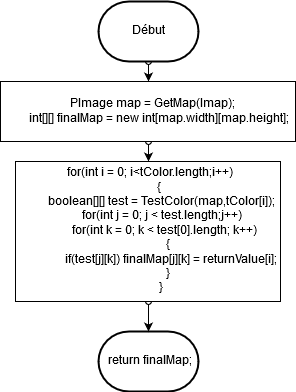 Début
PImage map = GetMap(Imap);
int[][] finalMap = new int[map.width][map.height];
for(int i = 0; i<tColor.length;i++)
{
boolean[][] test = TestColor(map,tColor[i]);
for(int j = 0; j < test.length;j++)
for(int k = 0; k < test[0].length; k++)
{
if(test[j][k]) finalMap[j][k] = returnValue[i];
}
}
return finalMap;